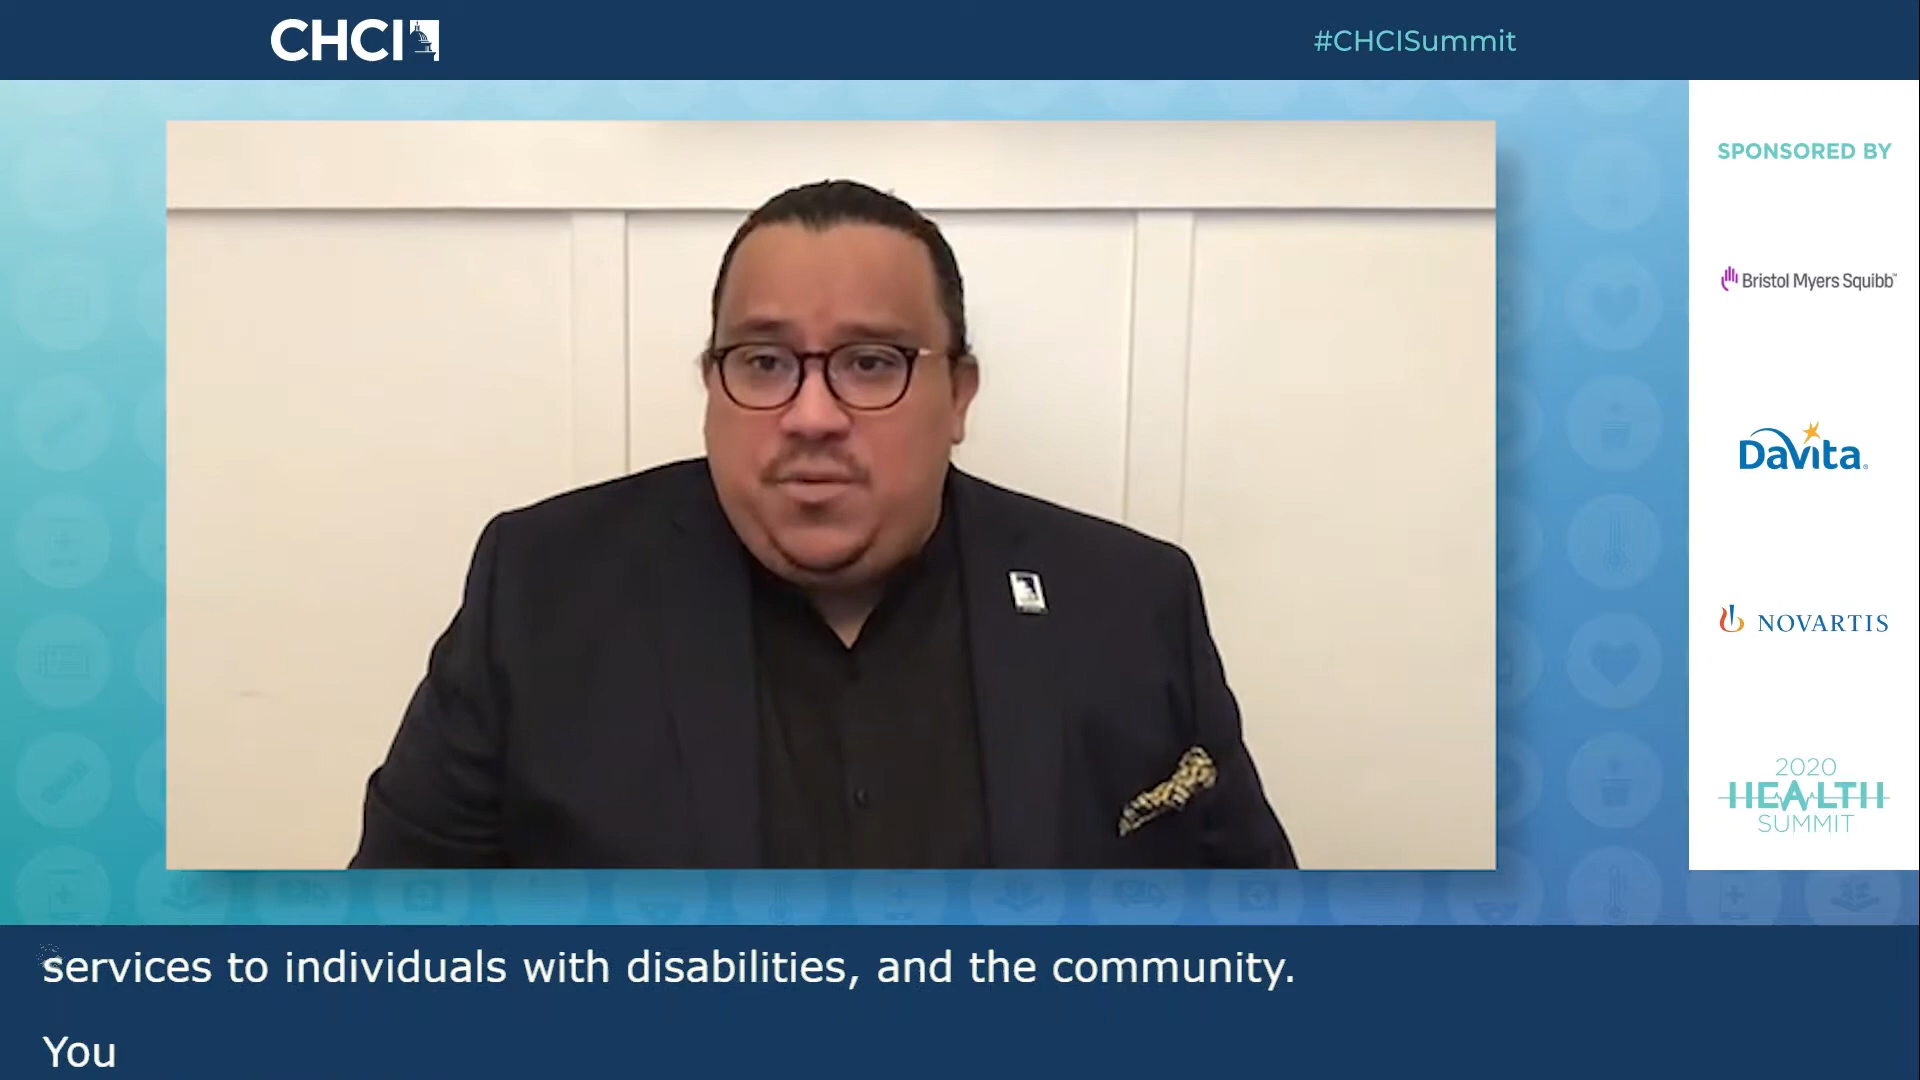 CHCI
#CHCISummit
SPONSORED BY
Bristol Myers Squibb™
DaVita®
NOVARTIS
2020
HEALTH
SUMMIT
services to individuals with disabilities, and the community.
You